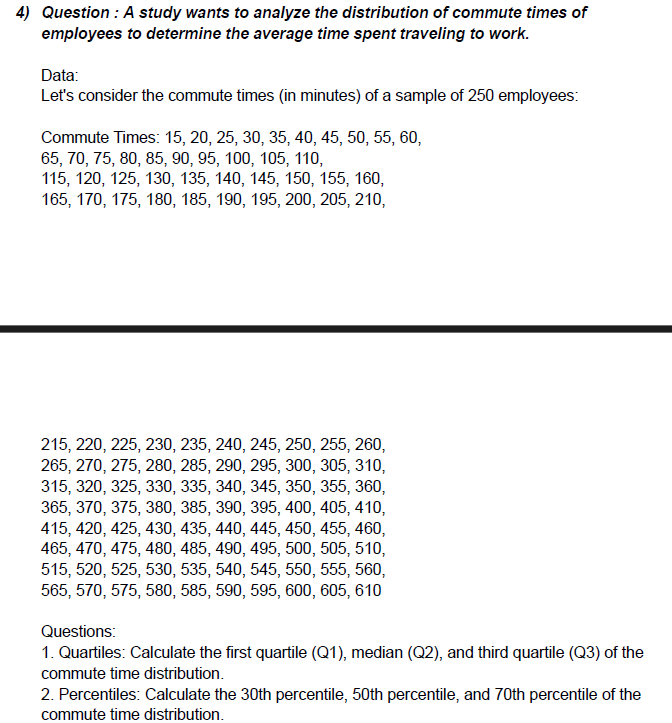 4) Question : A study wants to analyze the distribution of commute times of
employees to determine the average time spent traveling to work.
Data:
Let's consider the commute times (in minutes) of a sample of 250 employees:
Commute Times: 15, 20, 25, 30, 35, 40, 45, 50, 55, 60,
65, 70, 75, 80, 85, 90, 95, 100, 105, 110,
115, 120, 125, 130, 135, 140, 145, 150, 155, 160,
165, 170, 175, 180, 185, 190, 195, 200, 205, 210,
215, 220, 225, 230, 235, 240, 245, 250, 255, 260,
265, 270, 275, 280, 285, 290, 295, 300, 305, 310,
315, 320, 325, 330, 335, 340, 345, 350, 355, 360,
365, 370, 375, 380, 385, 390, 395, 400, 405, 410,
415, 420, 425, 430, 435, 440, 445, 450, 455, 460,
465, 470, 475, 480, 485, 490, 495, 500, 505, 510,
515, 520, 525, 530, 535, 540, 545, 550, 555, 560,
565, 570, 575, 580, 585, 590, 595, 600, 605, 610
Questions:
1. Quartiles: Calculate the first quartile (Q1), median (Q2), and third quartile (Q3) of the
commute time distribution.
2. Percentiles: Calculate the 30th percentile, 50th percentile, and 70th percentile of the
commute time distribution.